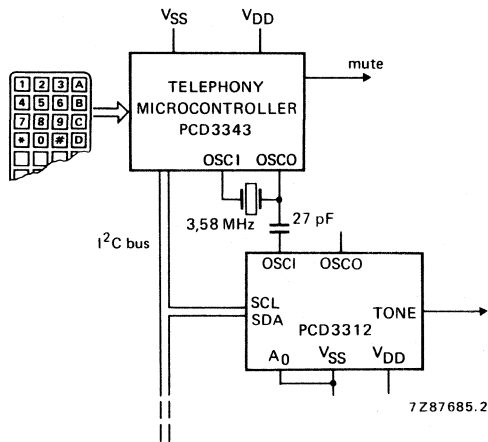 VSS VDD
mute
1 2 3 A
4 5 6 B
7 8 9 C
* 0 # D
TELEPHONY
MICROCONTROLLER
PCD3343
OSCI OSCO
3,58 MHz
27 pF
I²C bus
OSCI OSCO
SCL
SDA
TONE
PCD3312
A0 VSS VDD
7Z87685.2